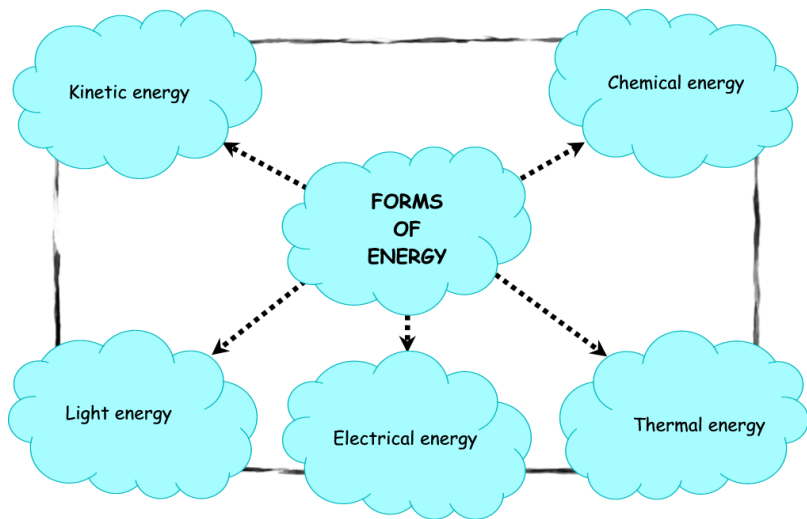 Kinetic energy
Chemical energy
FORMS
OF
ENERGY
Light energy
Electrical energy
Thermal energy